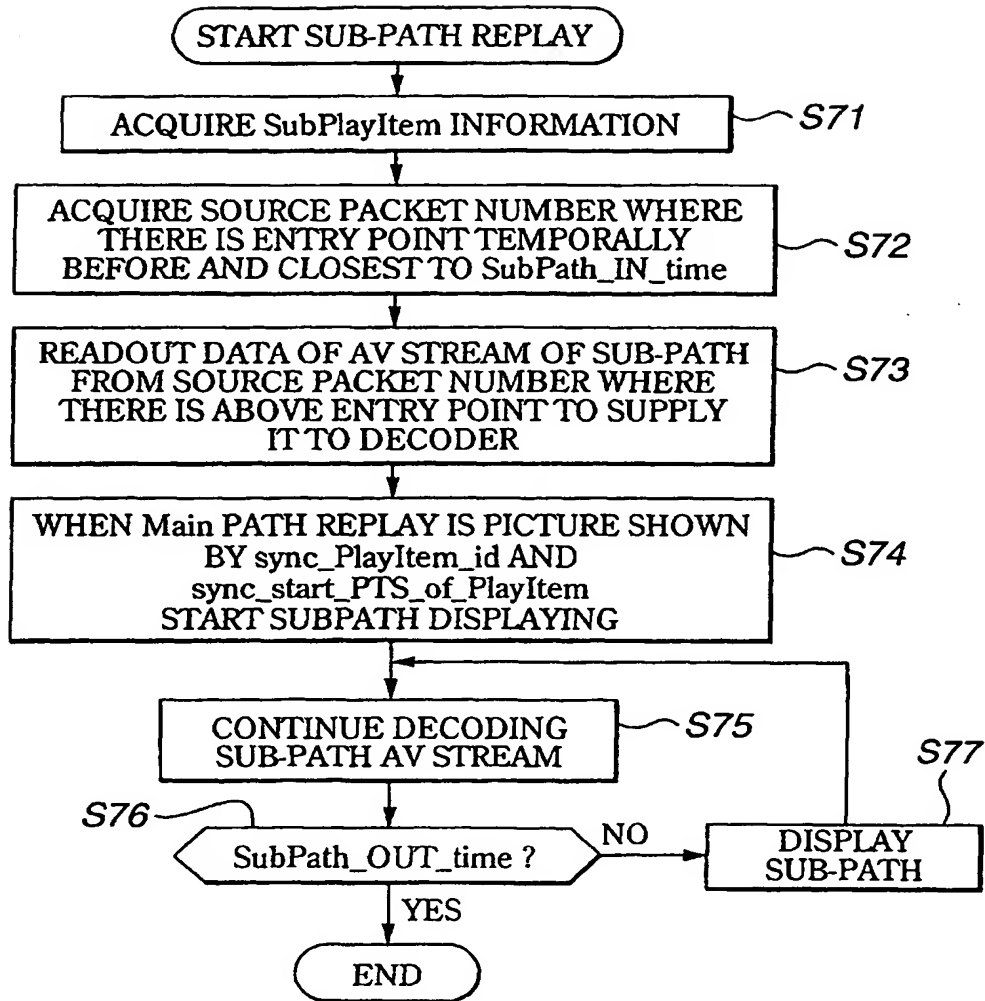 START SUB-PATH REPLAY
ACQUIRE SubPlayItem INFORMATION
S71
ACQUIRE SOURCE PACKET NUMBER WHERE
THERE IS ENTRY POINT TEMPORALLY
BEFORE AND CLOSEST TO SubPath_IN_time
S72
READOUT DATA OF AV STREAM OF SUB-PATH
FROM SOURCE PACKET NUMBER WHERE
THERE IS ABOVE ENTRY POINT TO SUPPLY
IT TO DECODER
S73
WHEN Main PATH REPLAY IS PICTURE SHOWN
BY sync_PlayItem_id AND
sync_start_PTS_of_PlayItem
START SUBPATH DISPLAYING
S74
CONTINUE DECODING
SUB-PATH AV STREAM
S75
S76
SubPath_OUT_time ?
NO
S77
DISPLAY
SUB-PATH
YES
END